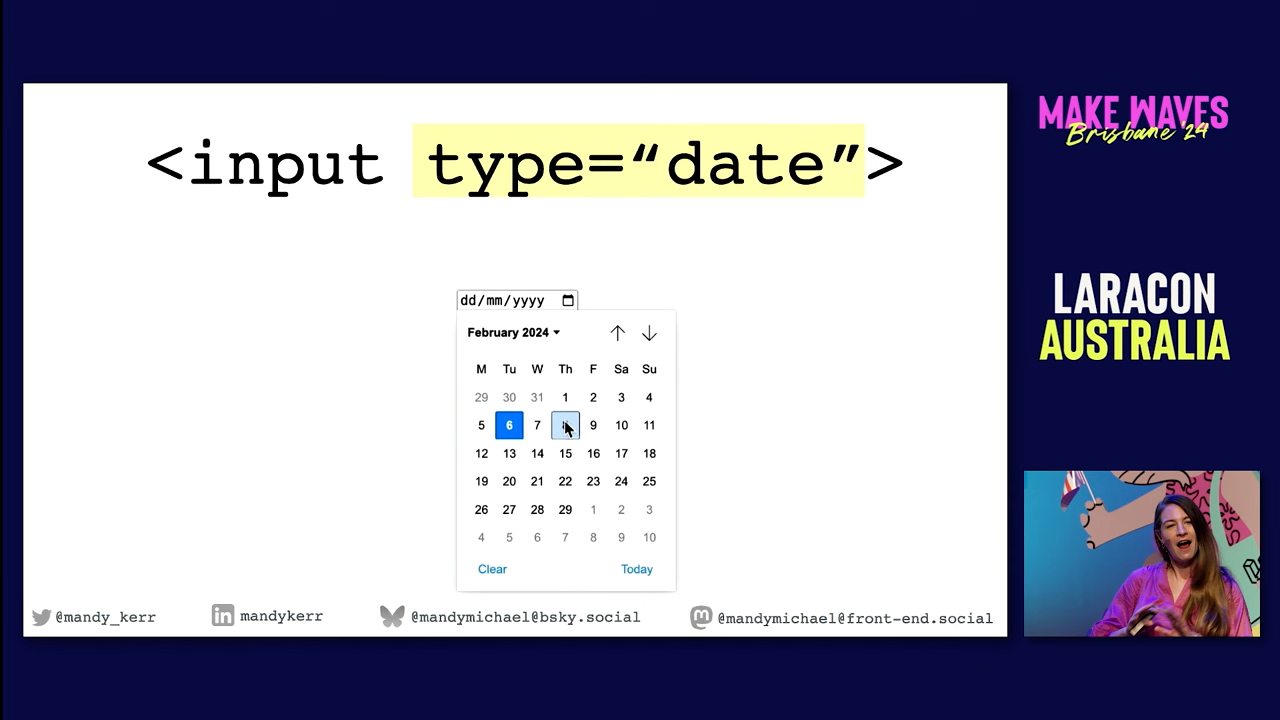 <input type=“date”>
dd/mm/yyyy
February 2024
M Tu W Th F Sa Su
29 30 31 1 2 3 4
5 6 7 8 9 10 11
12 13 14 15 16 17 18
19 20 21 22 23 24 25
26 27 28 29 1 2 3
4 5 6 7 8 9 10
Clear Today
@mandy_kerr mandykerr @mandymichael@bsky.social @mandymichael@front-end.social
MAKE WAVES
Brisbane '24
LARACON
AUSTRALIA